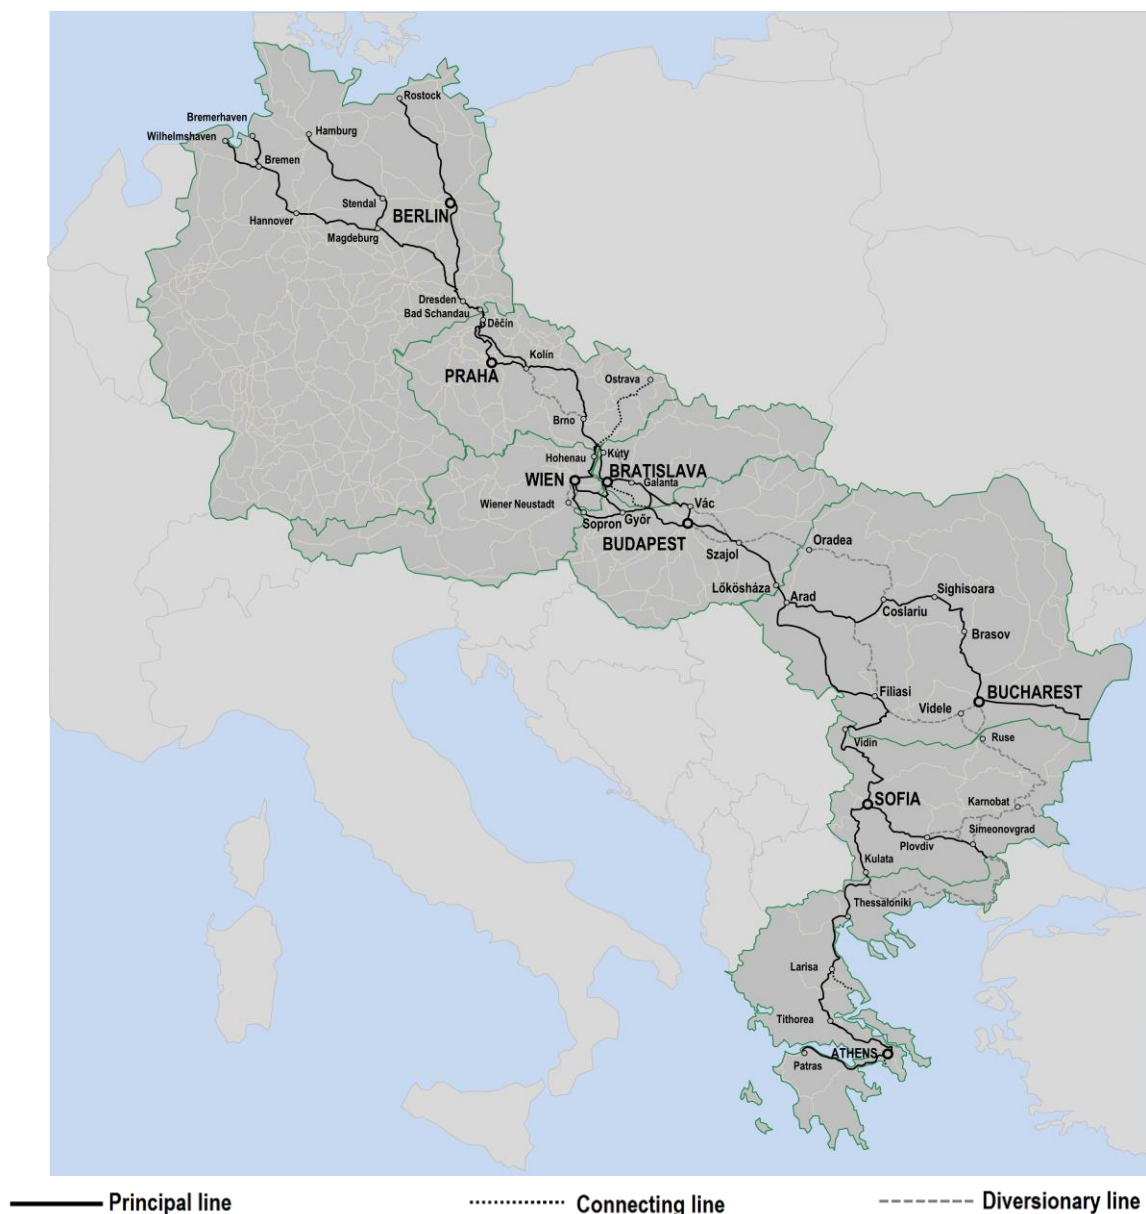 Rostock
Bremerhaven
Wilhelmshaven
Hamburg
Bremen
Stendal
BERLIN
Hannover
Magdeburg
Dresden
Bad Schandau
Děčín
Kolín
PRAHA
Ostrava
Brno
Hohenau
Kúty
WIEN
BRATISLAVA
Galanta
Wiener Neustadt
Vác
Sopron
Győr
BUDAPEST
Szajol
Oradea
Lőkösháza
Arad
Coslariu
Sighisoara
Brasov
Filiasi
BUCHAREST
Videle
Vidin
Ruse
SOFIA
Karnobat
Simeonovgrad
Plovdiv
Kulata
Thessaloniki
Larisa
Tithorea
ATHENS
Patras
Principal line
Connecting line
Diversionary line